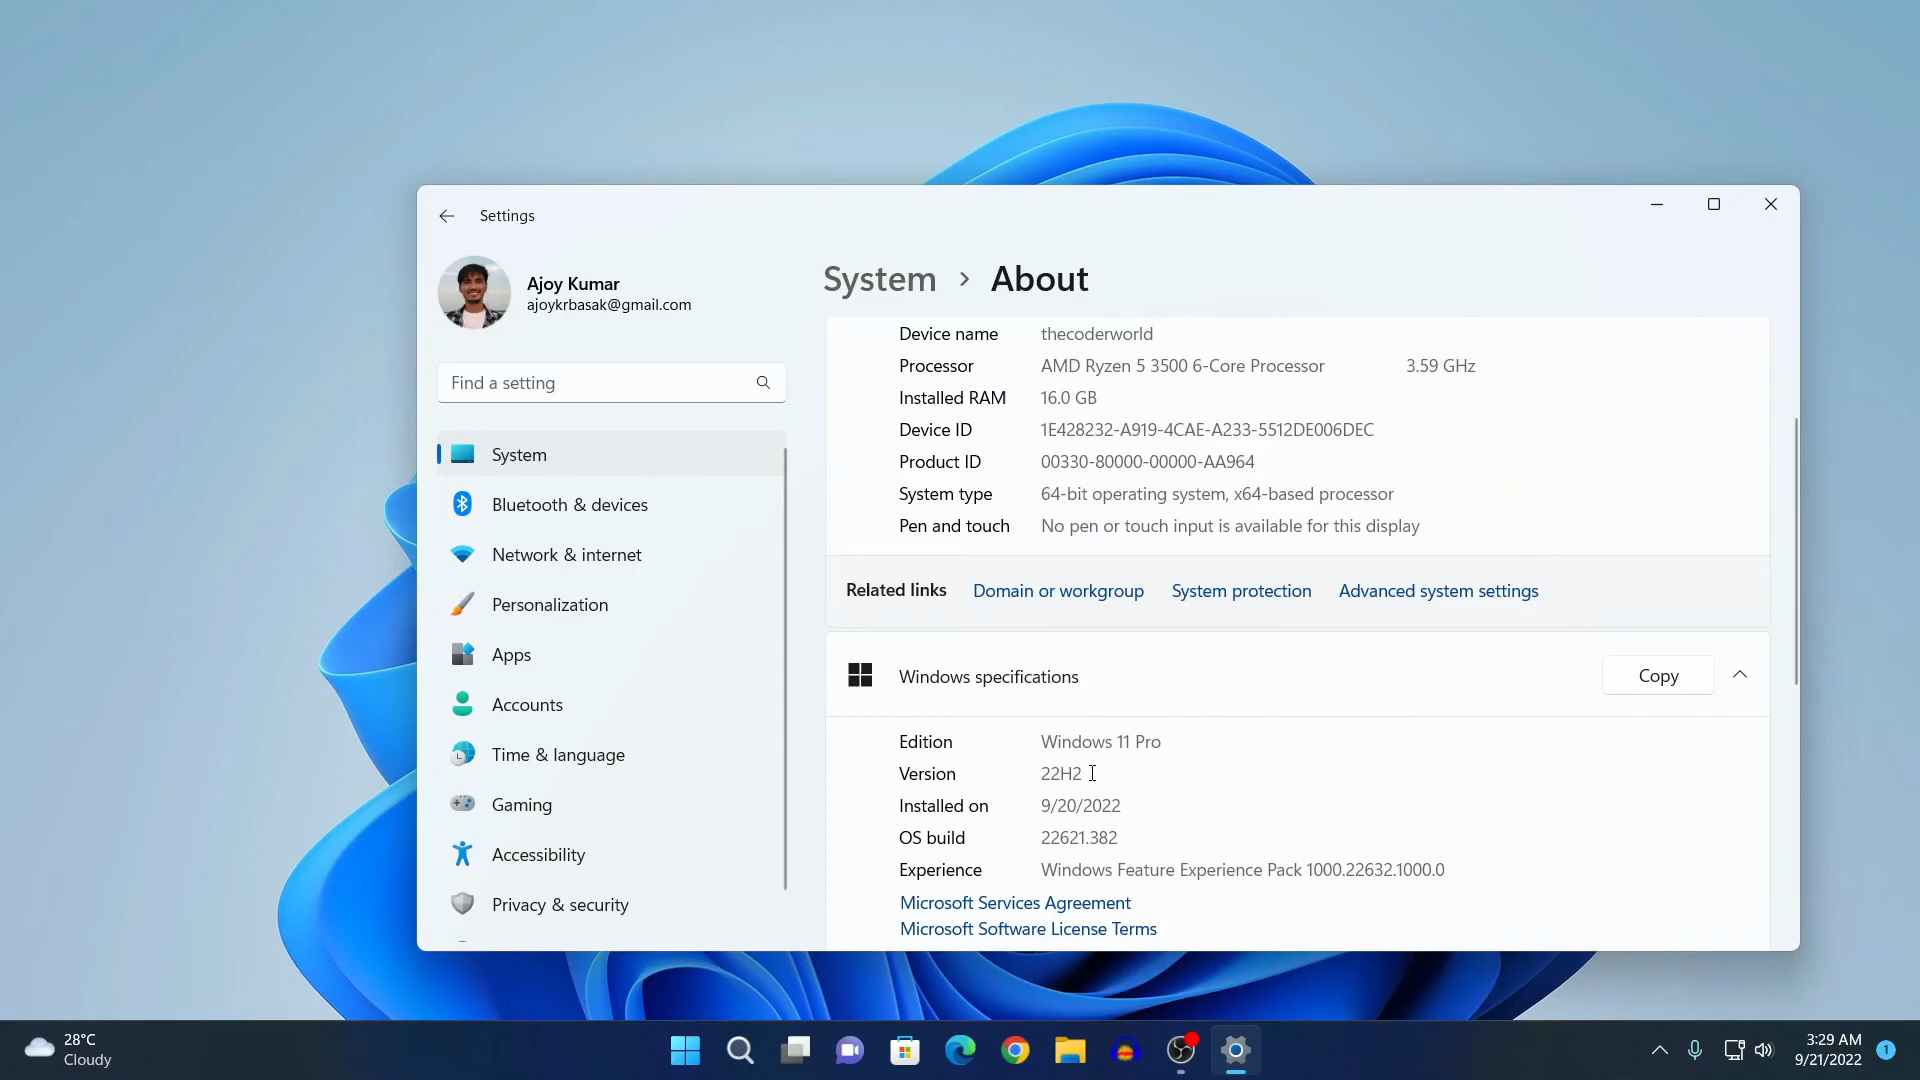 Settings
Ajoy Kumar
ajoykrbasak@gmail.com
Find a setting
System
Bluetooth & devices
Network & internet
Personalization
Apps
Accounts
Time & language
Gaming
Accessibility
Privacy & security
System > About
Device name thecoderworld
Processor AMD Ryzen 5 3500 6-Core Processor 3.59 GHz
Installed RAM 16.0 GB
Device ID 1E428232-A919-4CAE-A233-5512DE006DEC
Product ID 00330-80000-00000-AA964
System type 64-bit operating system, x64-based processor
Pen and touch No pen or touch input is available for this display
Related links Domain or workgroup System protection Advanced system settings
Windows specifications Copy
Edition Windows 11 Pro
Version 22H2
Installed on 9/20/2022
OS build 22621.382
Experience Windows Feature Experience Pack 1000.22632.1000.0
Microsoft Services Agreement
Microsoft Software License Terms
28°C
Cloudy
3:29 AM
9/21/2022
1